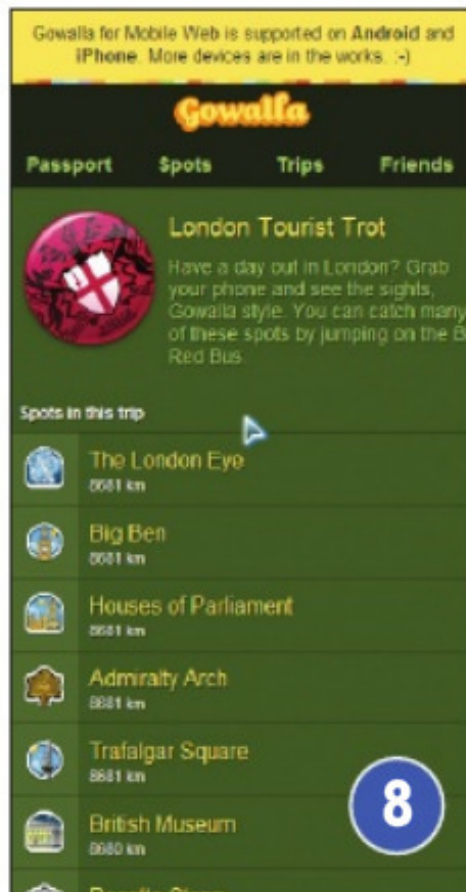 Gowalla for Mobile Web is supported on Android and
iPhone. More devices are in the works. :-)
Gowalla
Passport Spots Trips Friends
London Tourist Trot
Have a day out in London? Grab
your phone and see the sights,
Gowalla style. You can catch many
of these spots by jumping on the B
Red Bus.
Spots in this trip
The London Eye
8681 km
Big Ben
8681 km
Houses of Parliament
8681 km
Admiralty Arch
8681 km
Trafalgar Square
8681 km
8
British Museum
8680 km